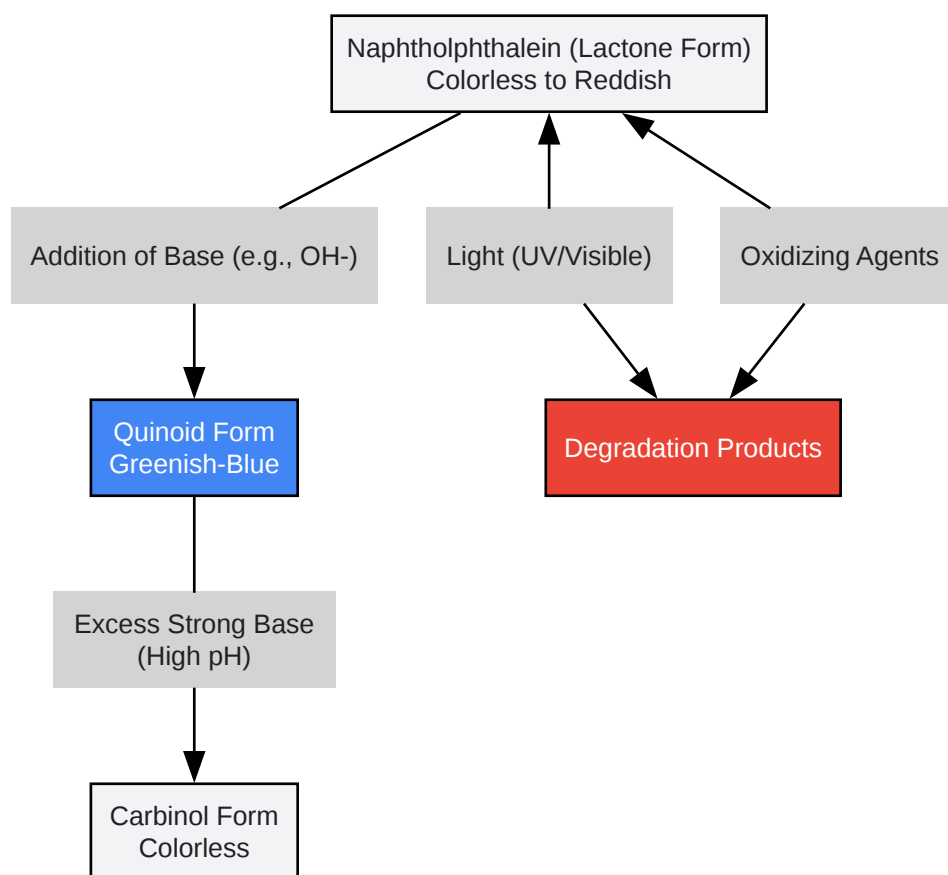 Naphtholphthalein (Lactone Form)
Colorless to Reddish
Addition of Base (e.g., OH-)
Light (UV/Visible)
Oxidizing Agents
Quinoid Form
Greenish-Blue
Degradation Products
Excess Strong Base
(High pH)
Carbinol Form
Colorless